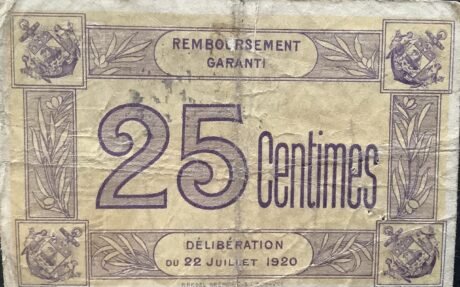 REMBOURSEMENT
GARANTI
25 Centimes
DÉLIBÉRATION
DU 22 JUILLET 1920